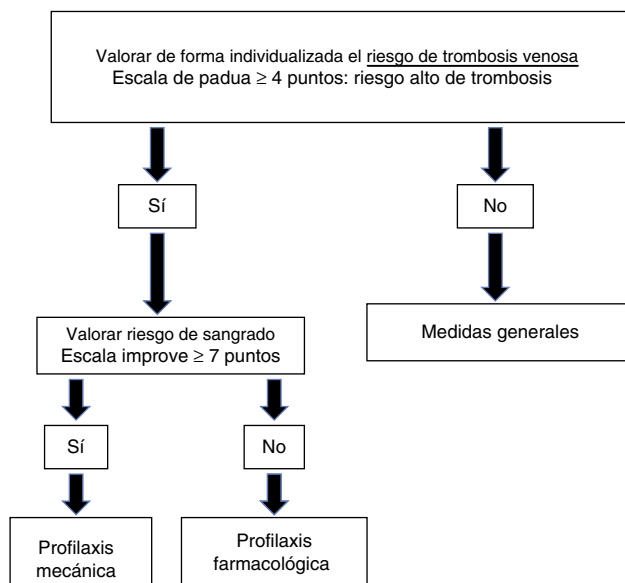 Valorar de forma individualizada el riesgo de trombosis venosa
Escala de padua ≥ 4 puntos: riesgo alto de trombosis
Sí
No
Valorar riesgo de sangrado
Escala improve ≥ 7 puntos
Medidas generales
Sí
No
Profilaxis
mecánica
Profilaxis
farmacológica